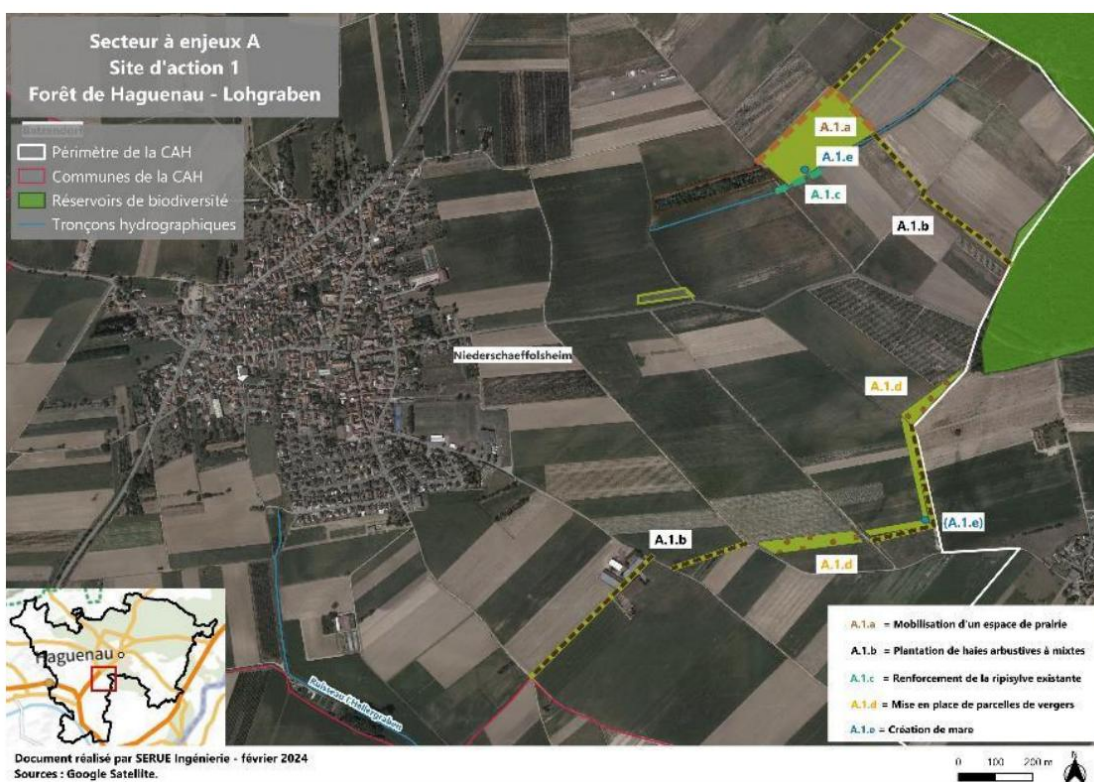 Secteur à enjeux A
Site d'action 1
Forêt de Haguenau - Lohgraben
Batzendorf
Périmètre de la CAH
Communes de la CAH
Réservoirs de biodiversité
Tronçons hydrographiques
A.1.a
A.1.e
A.1.c
A.1.b
Niederschaeffolsheim
A.1.d
(A.1.e)
A.1.b
A.1.d
Haguenau
Ruisseau l'Hellergraben
A.1.a = Mobilisation d'un espace de prairie
A.1.b = Plantation de haies arbustives à mixtes
A.1.c = Renforcement de la ripisylve existante
A.1.d = Mise en place de parcelles de vergers
A.1.e = Création de mare
Document réalisé par SERUE Ingénierie - février 2024
Sources : Google Satellite.
0 100 200 m
N